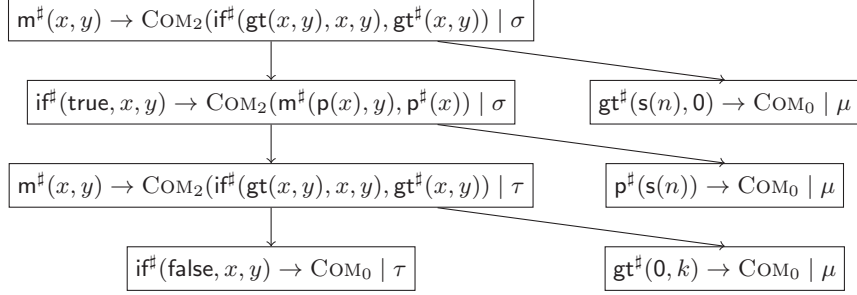 m♯(x, y) → COM₂(if♯(gt(x, y), x, y), gt♯(x, y)) | σ
if♯(true, x, y) → COM₂(m♯(p(x), y), p♯(x)) | σ
gt♯(s(n), 0) → COM₀ | μ
m♯(x, y) → COM₂(if♯(gt(x, y), x, y), gt♯(x, y)) | τ
p♯(s(n)) → COM₀ | μ
if♯(false, x, y) → COM₀ | τ
gt♯(0, k) → COM₀ | μ